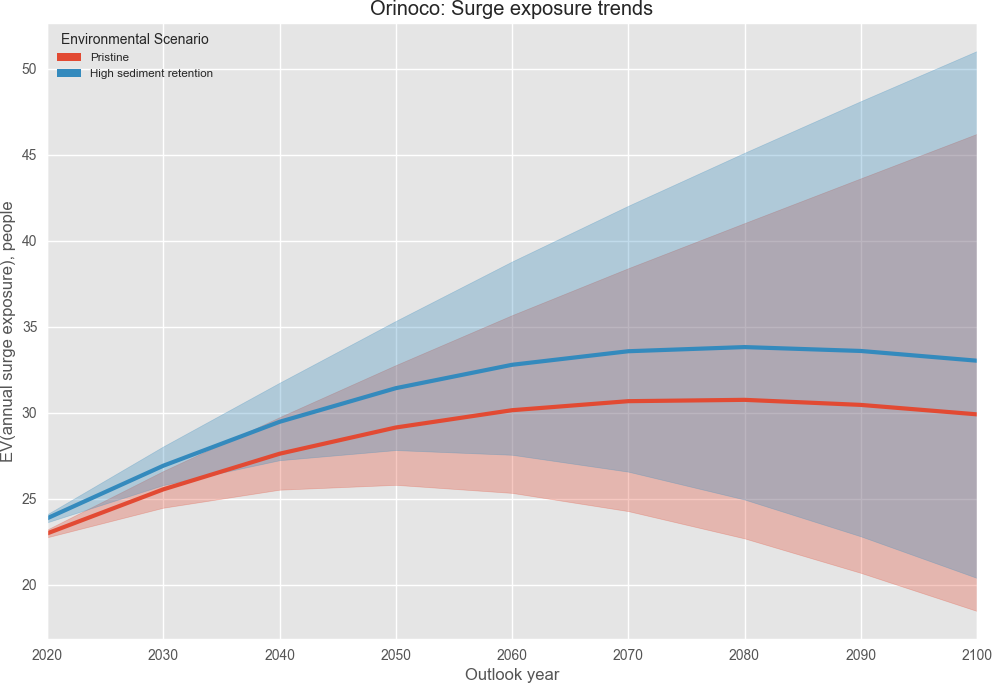 Orinoco: Surge exposure trends
Environmental Scenario
Pristine
High sediment retention
EV(annual surge exposure), people
50
45
40
35
30
25
20
2020 2030 2040 2050 2060 2070 2080 2090 2100
Outlook year